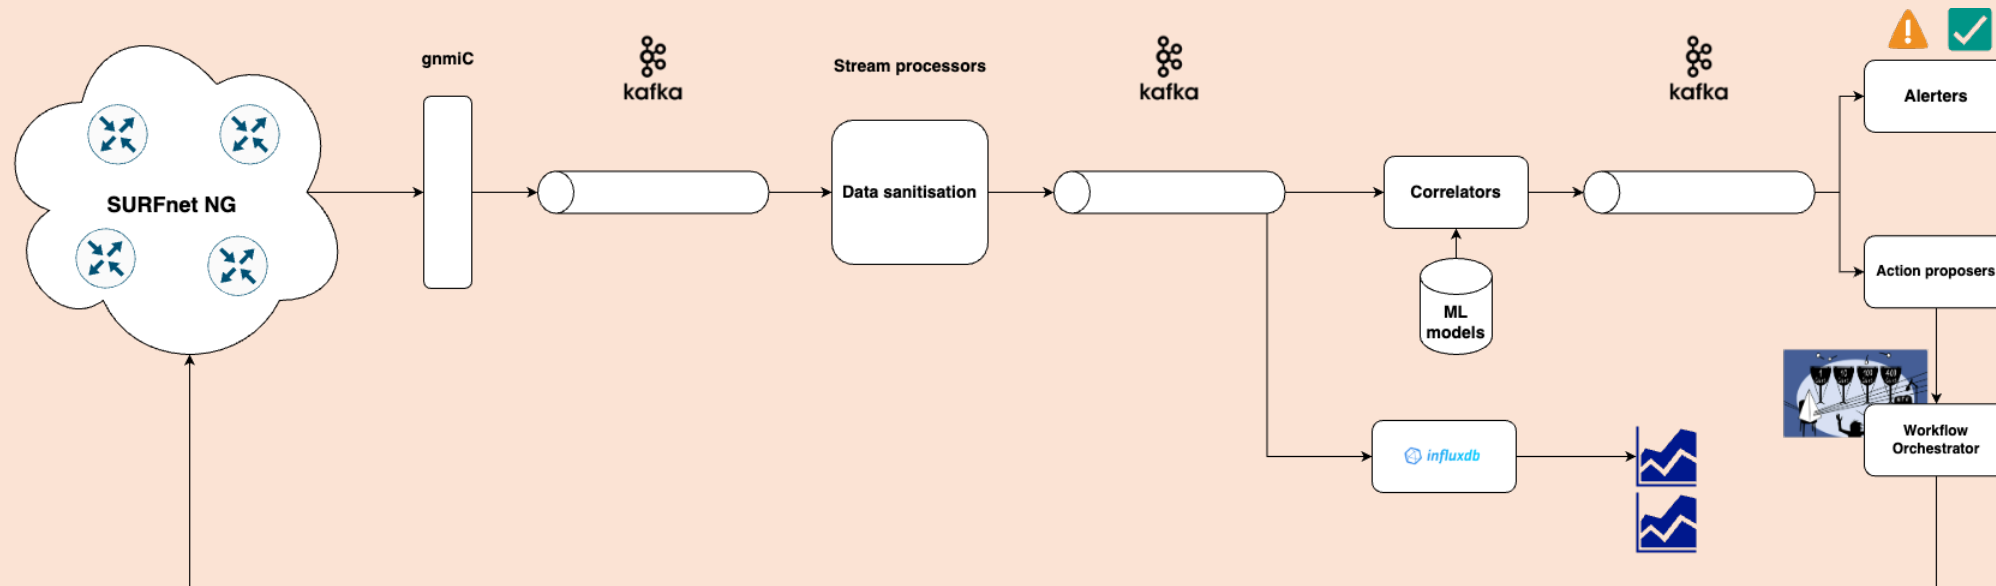 SURFnet NG
gnmiC
kafka
Stream processors
Data sanitisation
kafka
Correlators
ML
models
influxdb
kafka
Alerters
Action proposers
Workflow
Orchestrator